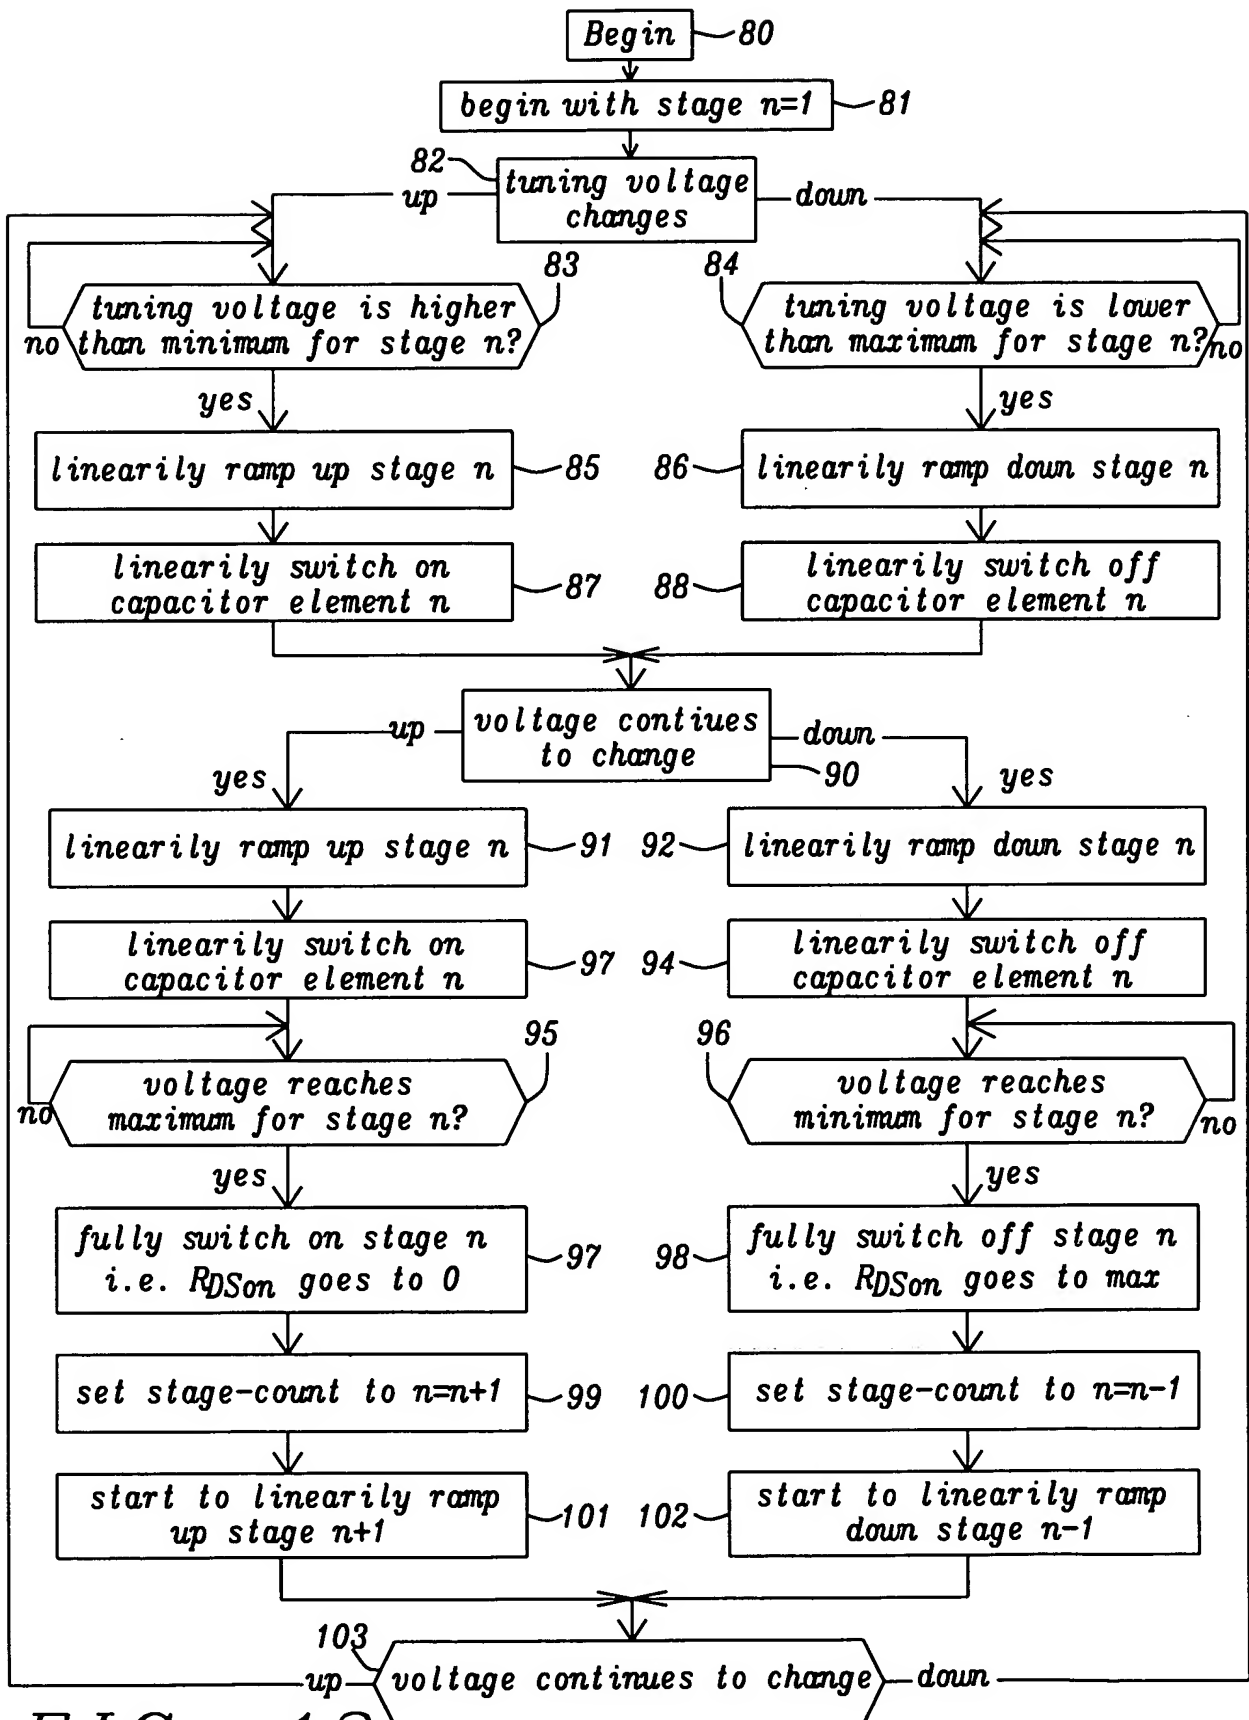 Begin
80
begin with stage n=1
81
82
tuning voltage
changes
up
down
83
84
tuning voltage is higher
than minimum for stage n?
no
tuning voltage is lower
than maximum for stage n?
no
yes
yes
linearily ramp up stage n
85
86
linearily ramp down stage n
linearily switch on
capacitor element n
87
88
linearily switch off
capacitor element n
up
voltage contiues
to change
down
90
yes
yes
linearily ramp up stage n
91
92
linearily ramp down stage n
linearily switch on
capacitor element n
97
94
linearily switch off
capacitor element n
95
96
voltage reaches
maximum for stage n?
no
voltage reaches
minimum for stage n?
no
yes
yes
fully switch on stage n
i.e. RDSon goes to 0
97
98
fully switch off stage n
i.e. RDSon goes to max
set stage-count to n=n+1
99
100
set stage-count to n=n-1
start to linearily ramp
up stage n+1
101
102
start to linearily ramp
down stage n-1
103
up
voltage continues to change
down